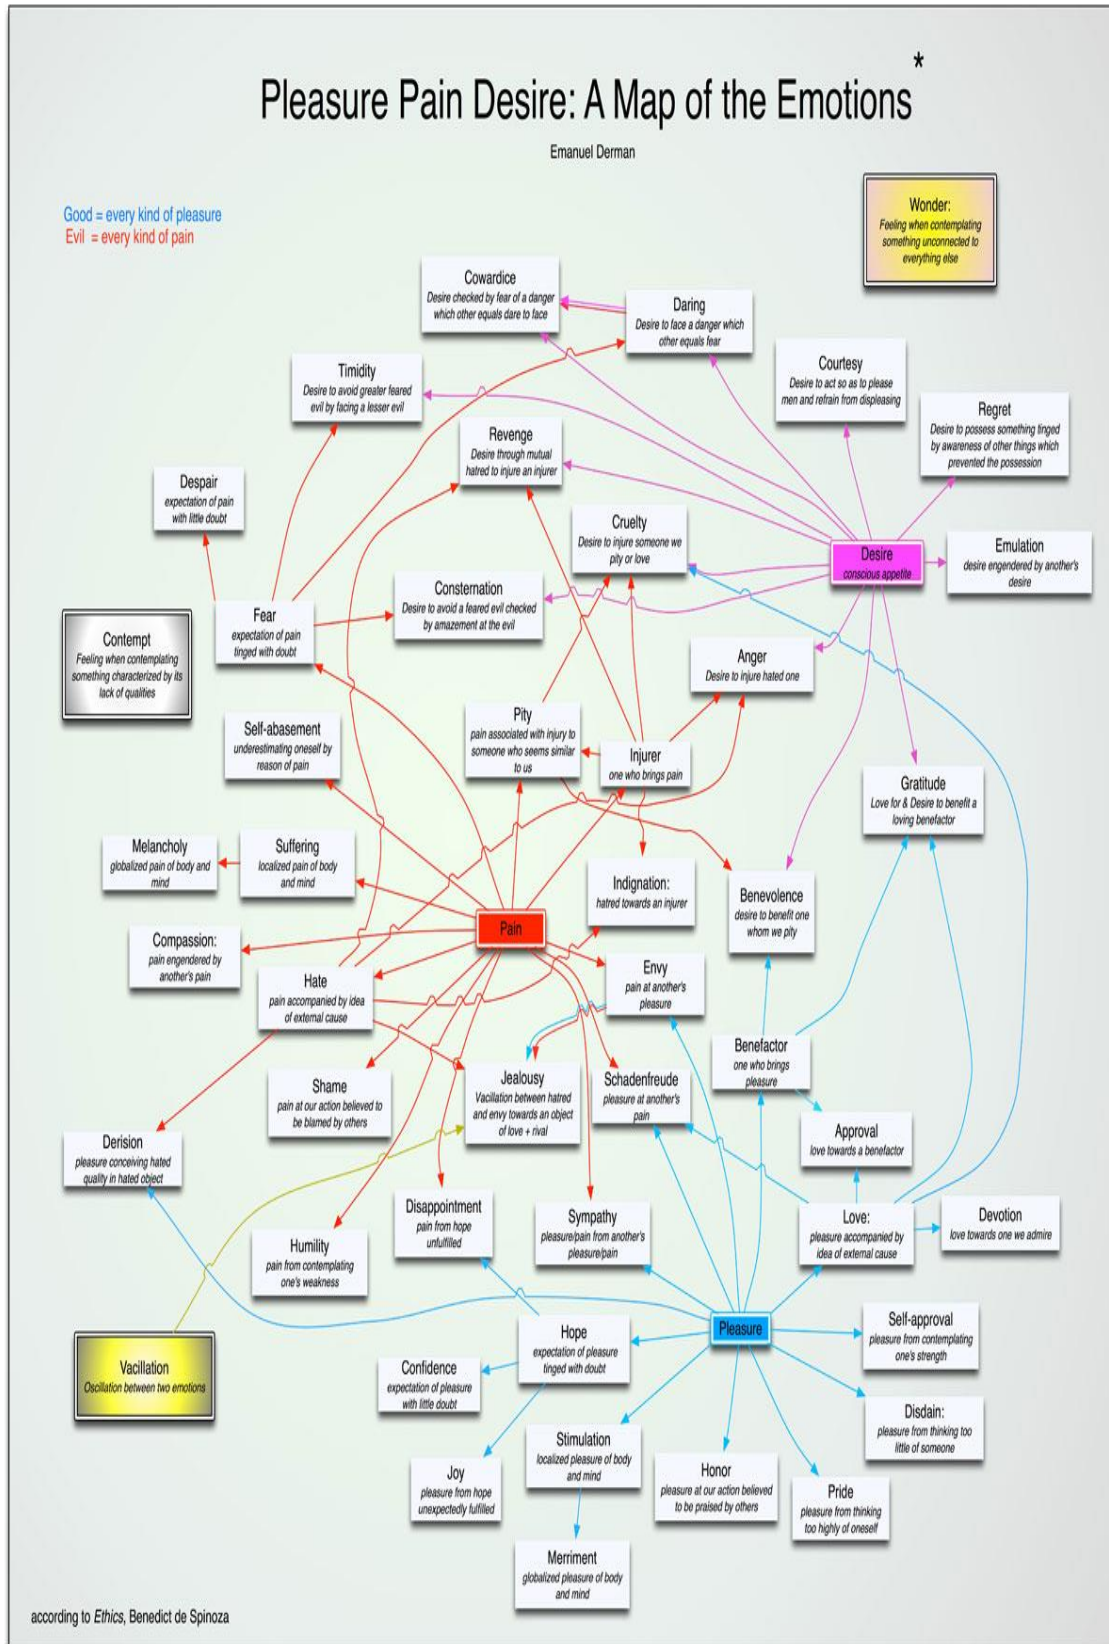 *
Pleasure Pain Desire: A Map of the Emotions
Emanuel Derman
Good = every kind of pleasure
Evil = every kind of pain
Wonder:
Feeling when contemplating
something unconnected to
everything else
Cowardice
Desire checked by fear of a danger
which other equals dare to face
Daring
Desire to face a danger which
other equals fear
Timidity
Desire to avoid greater feared
evil by facing a lesser evil
Courtesy
Desire to act so as to please
men and refrain from displeasing
Regret
Desire to possess something tinged
by awareness of other things which
prevented the possession
Revenge
Desire through mutual
hatred to injure an injurer
Despair
expectation of pain
with little doubt
Cruelty
Desire to injure someone we
pity or love
Desire
conscious appetite
Emulation
desire engendered by another's
desire
Consternation
Desire to avoid a feared evil checked
by amazement at the evil
Fear
expectation of pain
tinged with doubt
Contempt
Feeling when contemplating
something characterized by its
lack of qualities
Anger
Desire to injure hated one
Self-abasement
underestimating oneself by
reason of pain
Pity
pain associated with injury to
someone who seems similar
to us
Injurer
one who brings pain
Gratitude
Love for & Desire to benefit a
loving benefactor
Melancholy
globalized pain of body and
mind
Suffering
localized pain of body
and mind
Indignation:
hatred towards an injurer
Benevolence
desire to benefit one
whom we pity
Pain
Compassion:
pain engendered by
another's pain
Hate
pain accompanied by idea
of external cause
Envy
pain at another's
pleasure
Benefactor
one who brings
pleasure
Shame
pain at our action believed to
be blamed by others
Jealousy
Vacillation between hatred
and envy towards an object
of love + rival
Schadenfreude
pleasure at another's
pain
Approval
love towards a benefactor
Derision
pleasure conceiving hated
quality in hated object
Disappointment
pain from hope
unfulfilled
Sympathy
pleasure/pain from another's
pleasure/pain
Love:
pleasure accompanied by
idea of external cause
Devotion
love towards one we admire
Humility
pain from contemplating
one's weakness
Pleasure
Self-approval
pleasure from contemplating
one's strength
Hope
expectation of pleasure
tinged with doubt
Vacillation
Oscillation between two emotions
Confidence
expectation of pleasure
with little doubt
Disdain:
pleasure from thinking too
little of someone
Stimulation
localized pleasure of body
and mind
Joy
pleasure from hope
unexpectedly fulfilled
Honor
pleasure at our action believed
to be praised by others
Pride
pleasure from thinking
too highly of oneself
Merriment
globalized pleasure of body
and mind
according to Ethics, Benedict de Spinoza